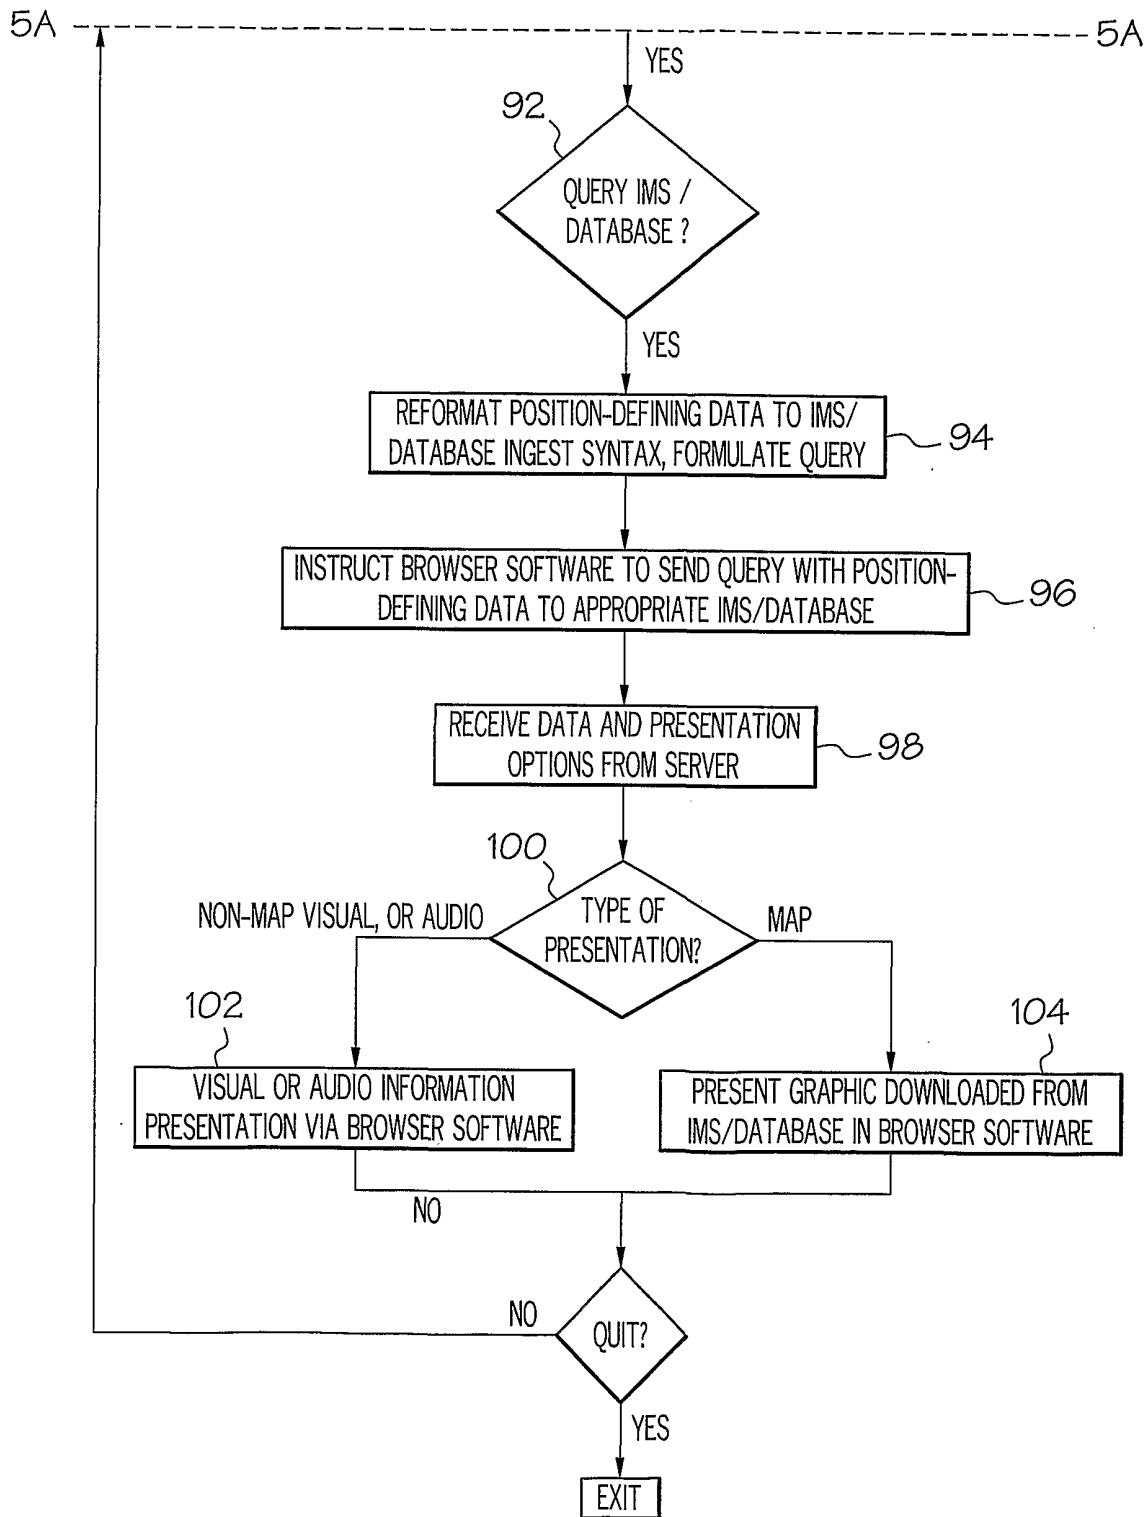 5A
5A
YES
92
QUERY IMS /
DATABASE ?
YES
REFORMAT POSITION-DEFINING DATA TO IMS/
DATABASE INGEST SYNTAX, FORMULATE QUERY
94
INSTRUCT BROWSER SOFTWARE TO SEND QUERY WITH POSITION-
DEFINING DATA TO APPROPRIATE IMS/DATABASE
96
RECEIVE DATA AND PRESENTATION
OPTIONS FROM SERVER
98
100
TYPE OF
PRESENTATION?
NON-MAP VISUAL, OR AUDIO
MAP
102
VISUAL OR AUDIO INFORMATION
PRESENTATION VIA BROWSER SOFTWARE
104
PRESENT GRAPHIC DOWNLOADED FROM
IMS/DATABASE IN BROWSER SOFTWARE
NO
NO
QUIT?
YES
EXIT